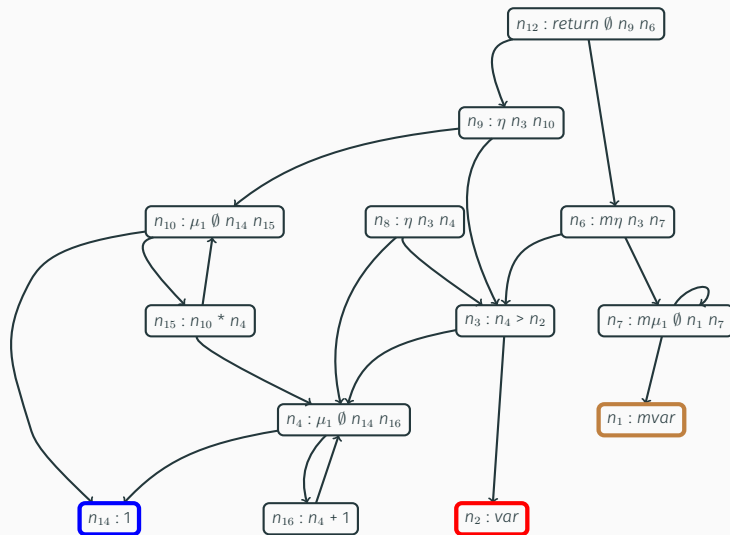 n₁₂ : return ∅ n₉ n₆
n₉ : η n₃ n₁₀
n₁₀ : μ₁ ∅ n₁₄ n₁₅
n₈ : η n₃ n₄
n₆ : mη n₃ n₇
n₁₅ : n₁₀ * n₄
n₃ : n₄ > n₂
n₇ : mμ₁ ∅ n₁ n₇
n₄ : μ₁ ∅ n₁₄ n₁₆
n₁ : mvar
n₁₄ : 1
n₁₆ : n₄ + 1
n₂ : var